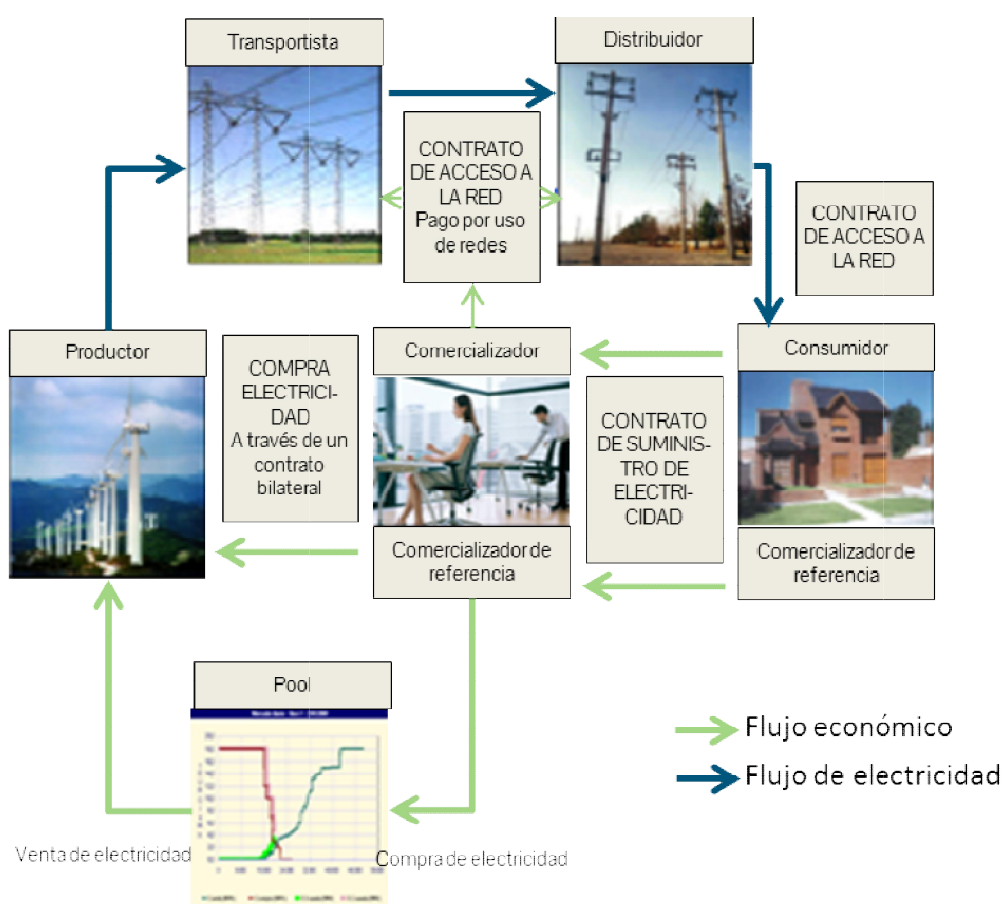 Transportista
Distribuidor
CONTRATO
DE ACCESO A
LA RED
Pago por uso
de redes
CONTRATO
DE ACCESO A
LA RED
Productor
COMPRA
ELECTRICI-
DAD
A través de un
contrato
bilateral
Comercializador
Consumidor
CONTRATO
DE SUMINIS-
TRO DE
ELECTRI-
CIDAD
Comercializador de
referencia
Comercializador de
referencia
Pool
Flujo económico
Flujo de electricidad
Venta de electricidad
Compra de electricidad